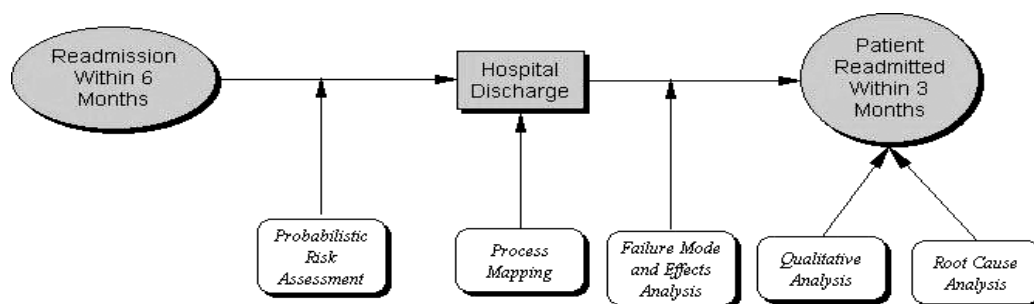 Readmission
Within 6
Months
Hospital
Discharge
Patient
Readmitted
Within 3
Months
Probabilistic
Risk
Assessment
Process
Mapping
Failure Mode
and Effects
Analysis
Qualitative
Analysis
Root Cause
Analysis